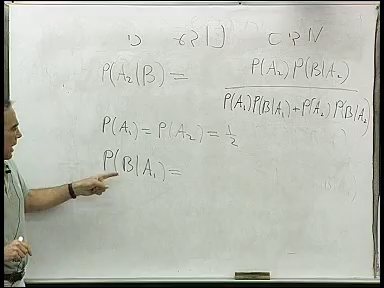 P(A₂|B) = P(A₂) P(B|A₂) / P(A₁)P(B|A₁)+P(A₂)P(B|A₂)
P(A₁) = P(A₂) = 1/2
P(B|A₁) =